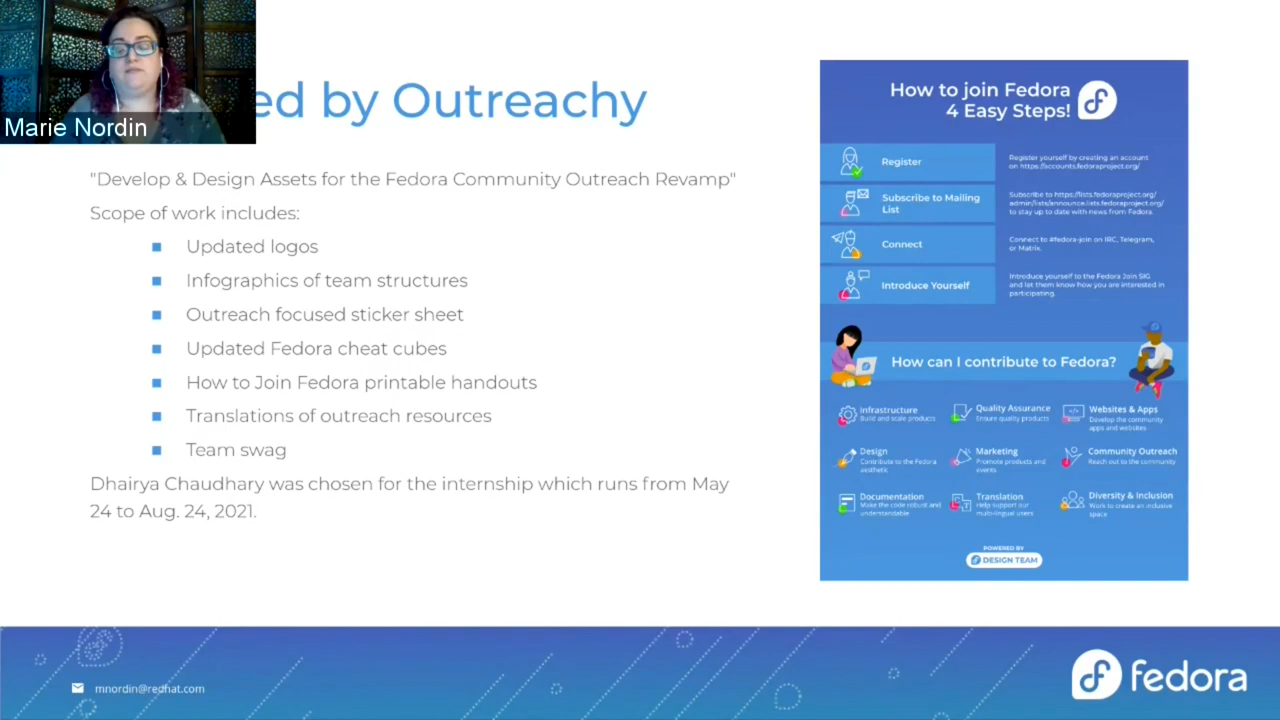 Marie Nordin
ed by Outreachy
"Develop & Design Assets for the Fedora Community Outreach Revamp"
Scope of work includes:
Updated logos
Infographics of team structures
Outreach focused sticker sheet
Updated Fedora cheat cubes
How to Join Fedora printable handouts
Translations of outreach resources
Team swag
Dhairya Chaudhary was chosen for the internship which runs from May
24 to Aug. 24, 2021.
How to join Fedora
4 Easy Steps!
Register
Register yourself by creating an account
on https://accounts.fedoraproject.org/
Subscribe to Mailing
List
Subscribe to https://lists.fedoraproject.org/
admin/lists/announce.lists.fedoraproject.org/
to stay up to date with news from Fedora.
Connect
Connect to #fedora-join on IRC, Telegram,
or Matrix.
Introduce Yourself
Introduce yourself to the Fedora Join SIG
and let them know how you are interested in
participating.
How can I contribute to Fedora?
Infrastructure
Build and scale products
Quality Assurance
Ensure quality products
Websites & Apps
Develop the community
apps and websites
Design
Contribute to the Fedora
aesthetic
Marketing
Promote products and
events
Community Outreach
Reach out to the community
Documentation
Make the code robust and
understandable
Translation
Help support our
multi-lingual users
Diversity & Inclusion
Work to create an inclusive
space
POWERED BY
DESIGN TEAM
mnordin@redhat.com
fedora